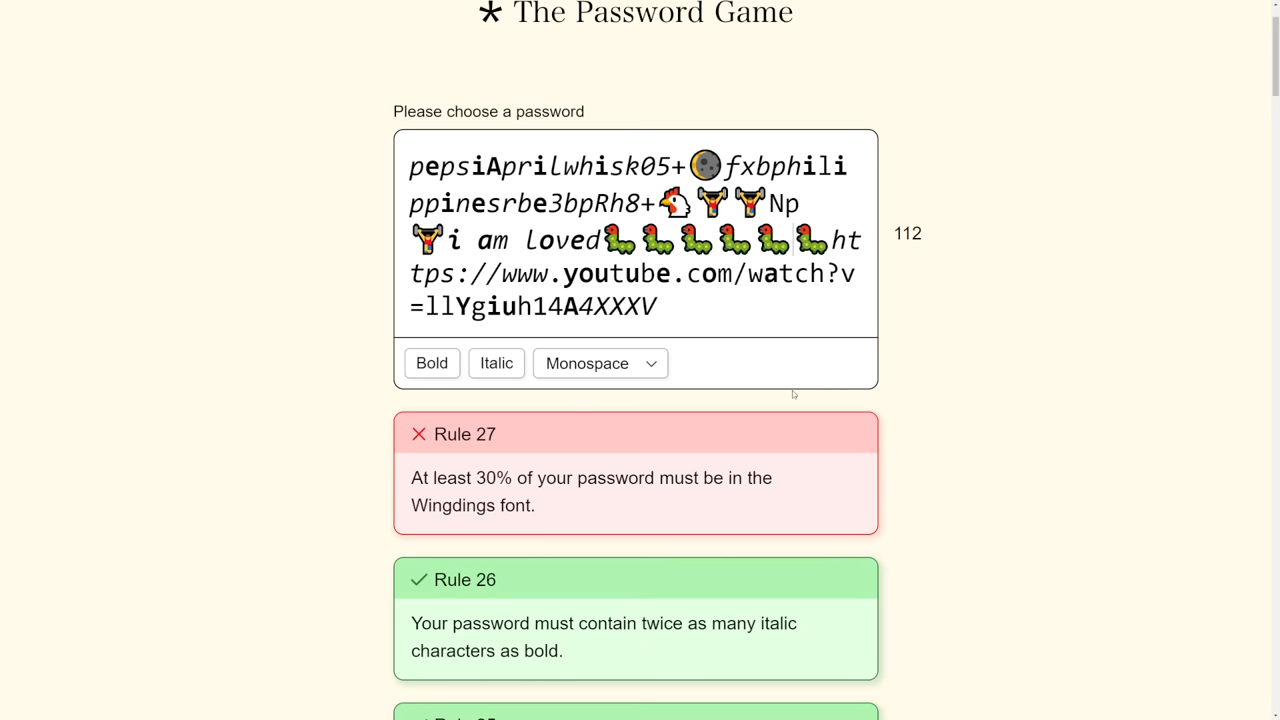 * The Password Game
Please choose a password
pepsiAprilwhisk05+🌘fxbphili
ppinesrbe3bpRh8+🐔🏋️🏋️Np
🏋️i am loved🐛🐛🐛🐛🐛🐛ht
tps://www.youtube.com/watch?v
=llYgiuh14A4XXXV
112
Bold Italic Monospace
Rule 27
At least 30% of your password must be in the
Wingdings font.
Rule 26
Your password must contain twice as many italic
characters as bold.